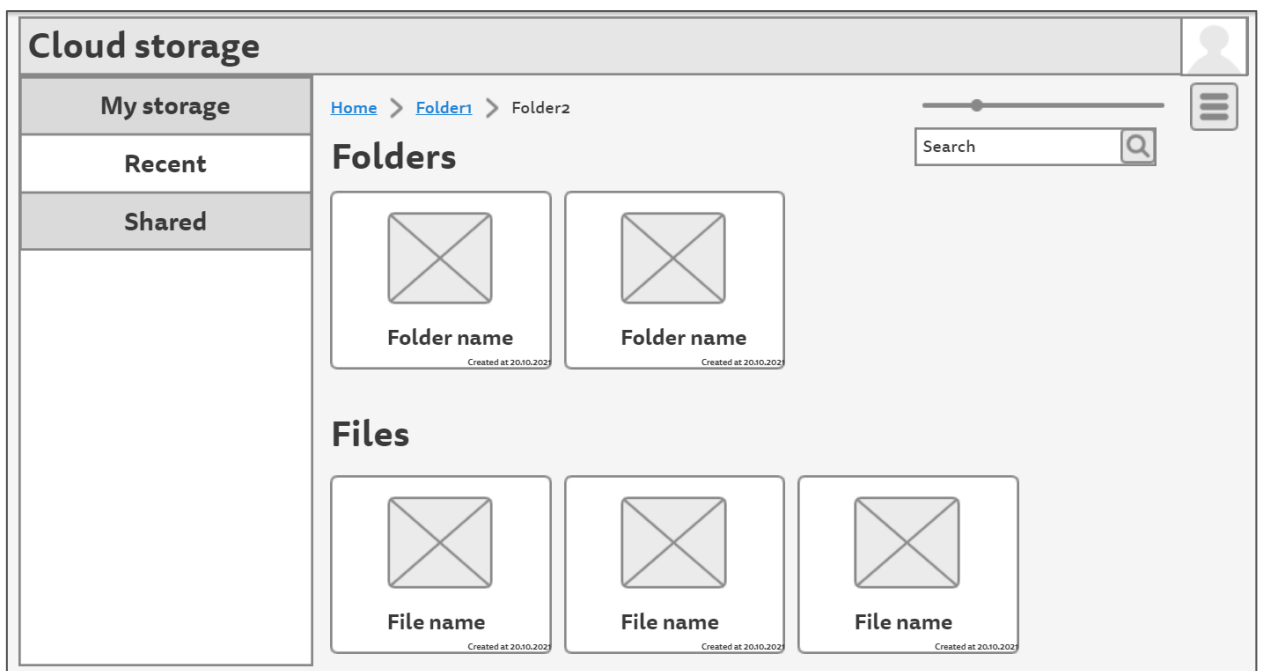 Cloud storage
My storage
Recent
Shared
Home Folder1 Folder2
Search
Folders
Folder name
Created at 20.10.2021
Folder name
Created at 20.10.2021
Files
File name
Created at 20.10.2021
File name
Created at 20.10.2021
File name
Created at 20.10.2021